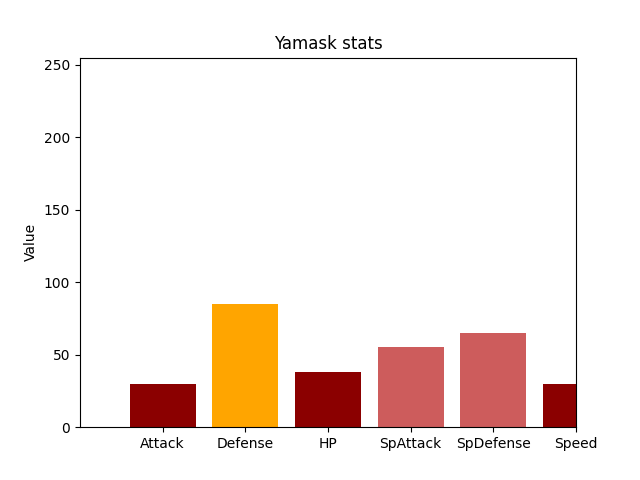 Yamask stats
Value
250
200
150
100
50
0
Attack
Defense
HP
SpAttack
SpDefense
Speed